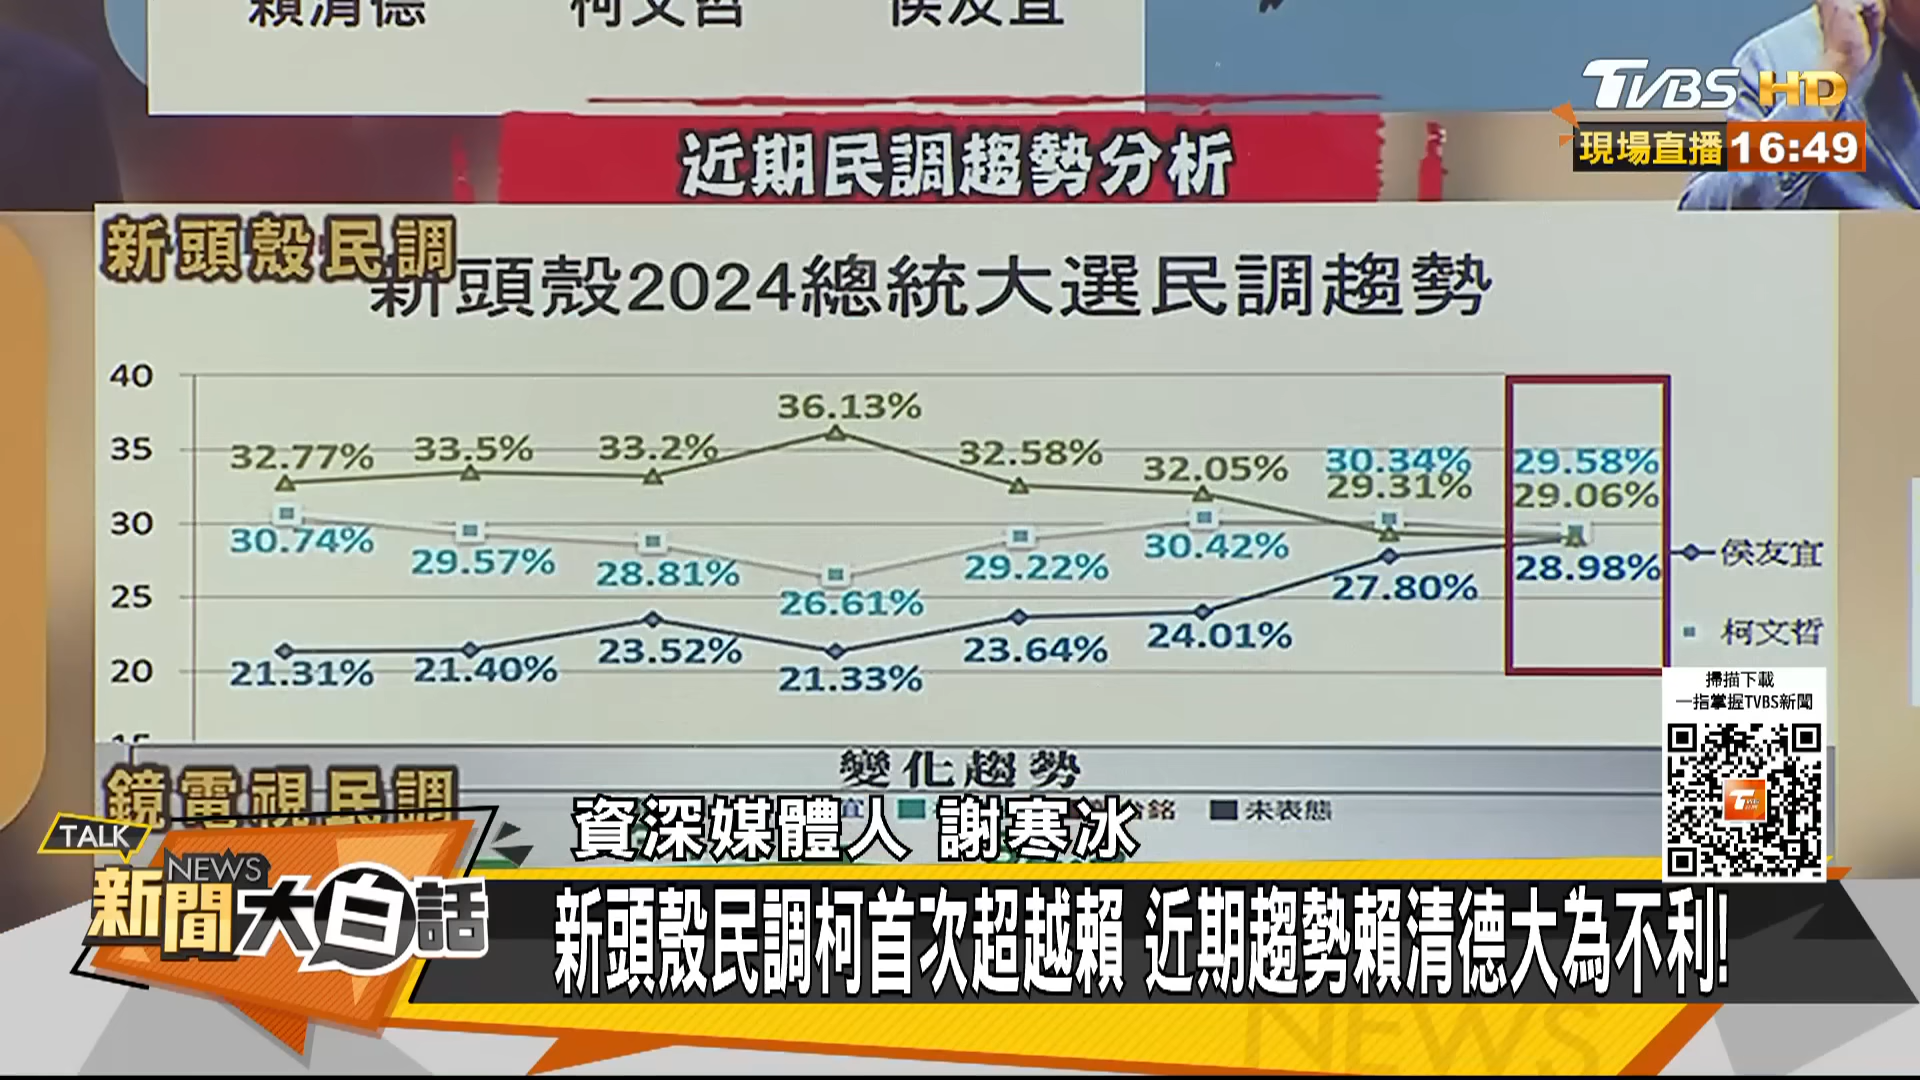 賴清德 柯文哲 侯友宜
TVBS HD
現場直播 16:49
近期民調趨勢分析
新頭殼民調
新頭殼2024總統大選民調趨勢
40
35
30
25
20
15
32.77% 33.5% 33.2% 36.13% 32.58% 32.05% 29.31% 29.06%
30.74% 29.57% 28.81% 26.61% 29.22% 30.42% 30.34% 29.58%
21.31% 21.40% 23.52% 21.33% 23.64% 24.01% 27.80% 28.98%
侯友宜
柯文哲
掃描下載
一指掌握TVBS新聞
變化趨勢
鏡電視民調
宜 台銘 未表態
資深媒體人 謝寒冰
TALK
NEWS
新聞大白話
新頭殼民調柯首次超越賴 近期趨勢賴清德大為不利!
NEWS